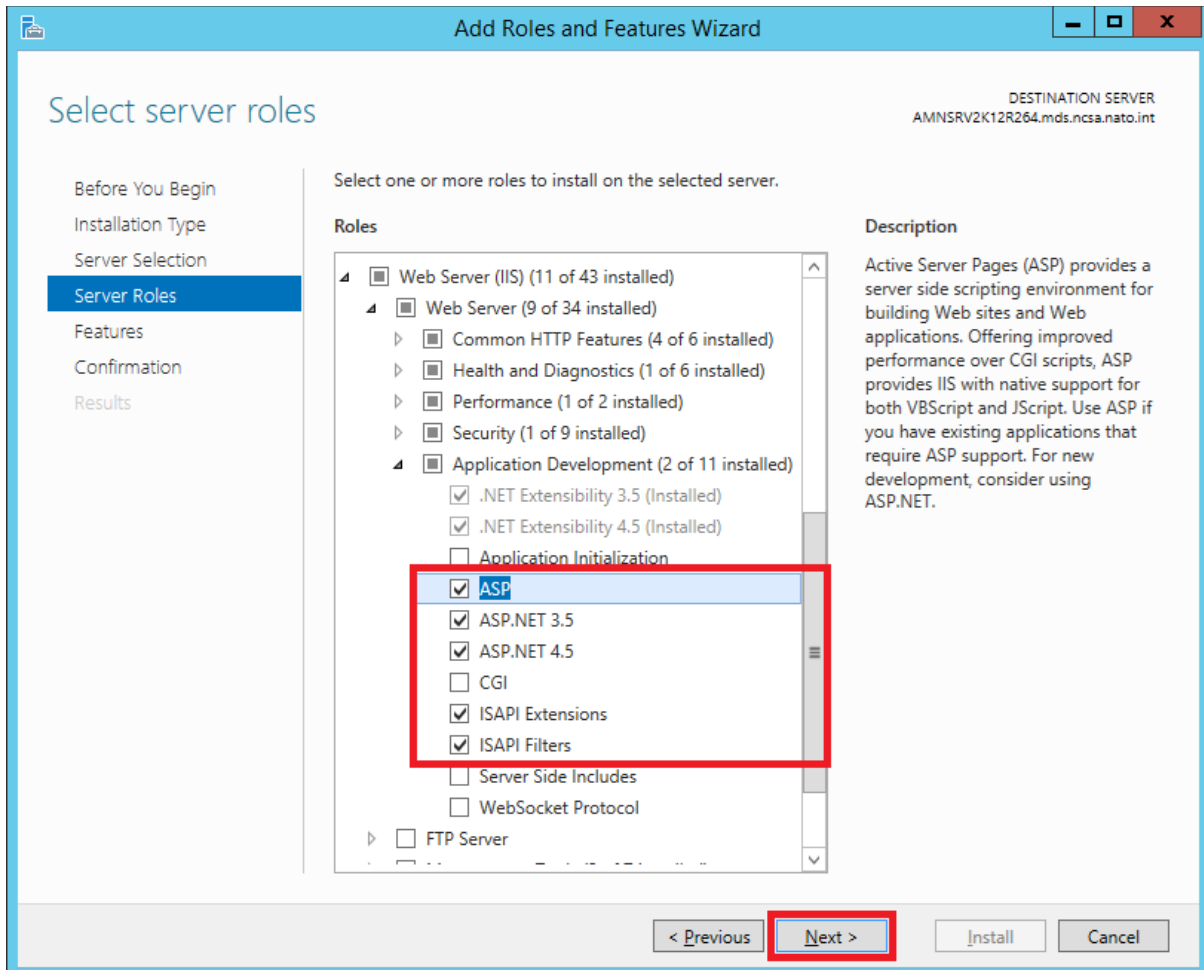 Add Roles and Features Wizard
Select server roles
DESTINATION SERVER
AMNSRV2K12R264.mds.ncsa.nato.int
Before You Begin
Installation Type
Server Selection
Server Roles
Features
Confirmation
Results
Select one or more roles to install on the selected server.
Roles
Web Server (IIS) (11 of 43 installed)
Web Server (9 of 34 installed)
Common HTTP Features (4 of 6 installed)
Health and Diagnostics (1 of 6 installed)
Performance (1 of 2 installed)
Security (1 of 9 installed)
Application Development (2 of 11 installed)
.NET Extensibility 3.5 (Installed)
.NET Extensibility 4.5 (Installed)
Application Initialization
ASP
ASP.NET 3.5
ASP.NET 4.5
CGI
ISAPI Extensions
ISAPI Filters
Server Side Includes
WebSocket Protocol
FTP Server
Description
Active Server Pages (ASP) provides a
server side scripting environment for
building Web sites and Web
applications. Offering improved
performance over CGI scripts, ASP
provides IIS with native support for
both VBScript and JScript. Use ASP if
you have existing applications that
require ASP support. For new
development, consider using
ASP.NET.
< Previous
Next >
Install
Cancel